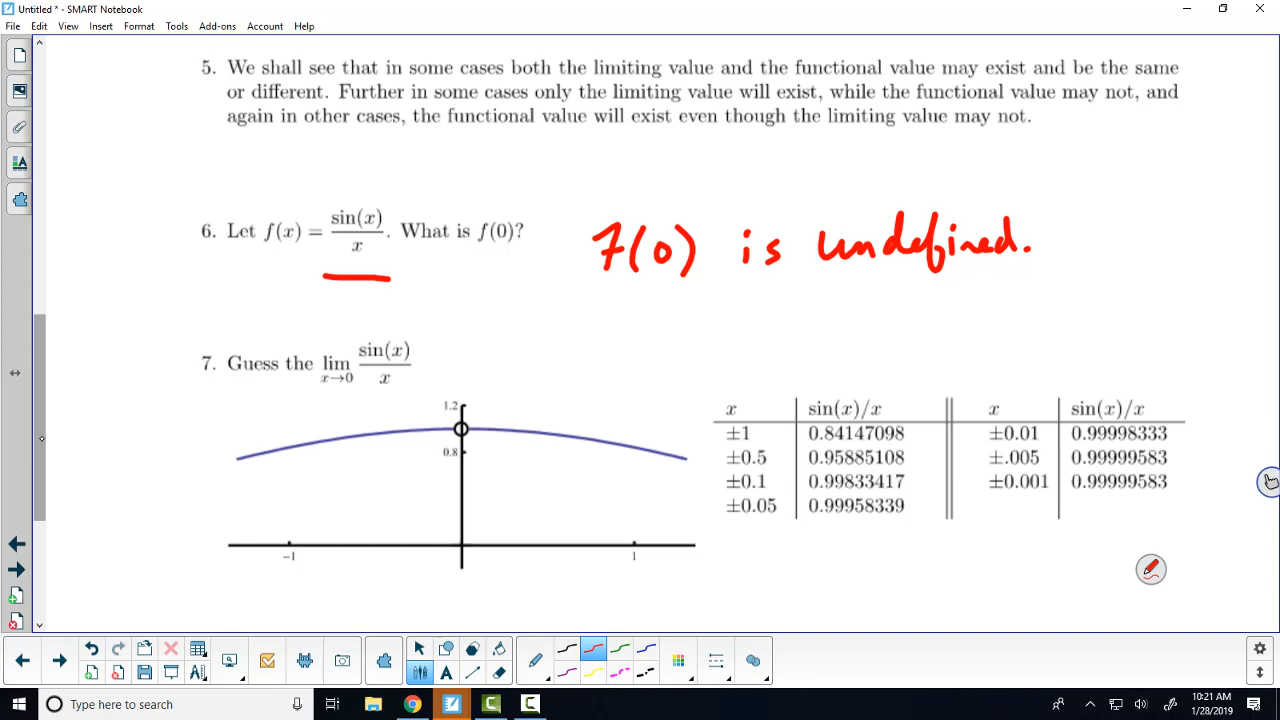 Untitled * - SMART Notebook
File Edit View Insert Format Tools Add-ons Account Help
5. We shall see that in some cases both the limiting value and the functional value may exist and be the same
or different. Further in some cases only the limiting value will exist, while the functional value may not, and
again in other cases, the functional value will exist even though the limiting value may not.
6. Let f(x) = sin(x)/x. What is f(0)? f(0) is undefined.
7. Guess the lim x→0 sin(x)/x
1.2
0.8
−1 1
x sin(x)/x x sin(x)/x
±1 0.84147098 ±0.01 0.99998333
±0.5 0.95885108 ±.005 0.99999583
±0.1 0.99833417 ±0.001 0.99999583
±0.05 0.99958339
A
Type here to search
10:21 AM
1/28/2019